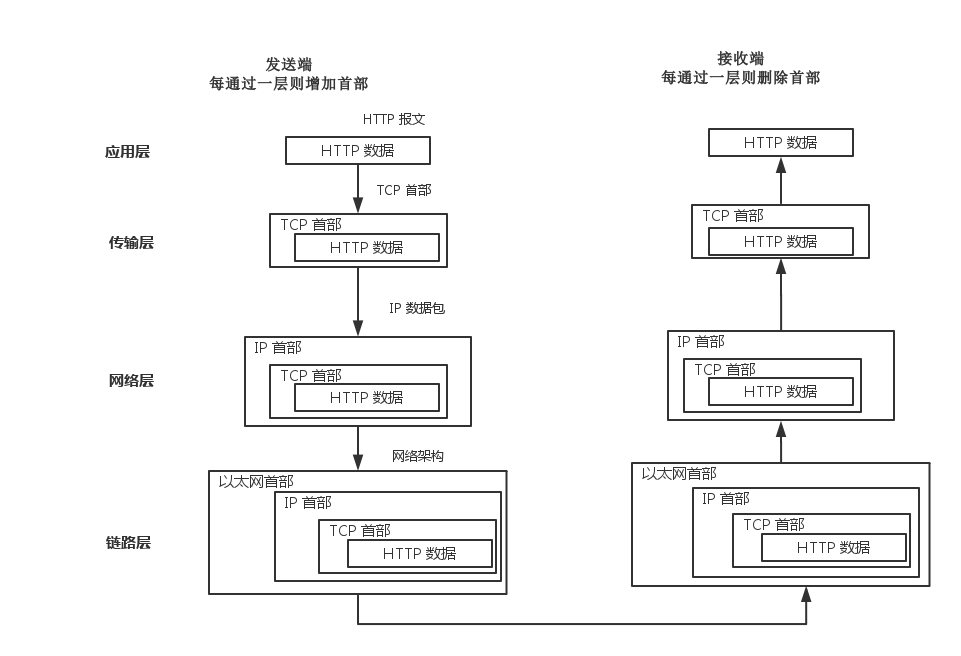 发送端
每通过一层则增加首部
接收端
每通过一层则删除首部
HTTP 报文
应用层
HTTP 数据
HTTP 数据
TCP 首部
传输层
TCP 首部
HTTP 数据
TCP 首部
HTTP 数据
IP 数据包
网络层
IP 首部
TCP 首部
HTTP 数据
IP 首部
TCP 首部
HTTP 数据
网络架构
链路层
以太网首部
IP 首部
TCP 首部
HTTP 数据
以太网首部
IP 首部
TCP 首部
HTTP 数据